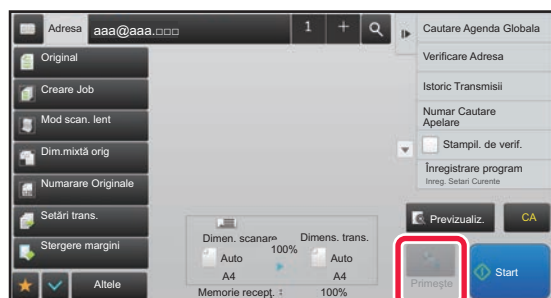 Adresa
aaa@aaa.□□□
1
+
Original
Creare Job
Mod scan. lent
Dim.mixtă orig
Numarare Originale
Setări trans.
Stergere margini
Altele
Dimen. scanare
Dimens. trans.
100%
Auto
A4
Auto
A4
Memorie recepț. :
100%
Cautare Agenda Globala
Verificare Adresa
Istoric Transmisii
Numar Cautare
Apelare
Stampil. de verif.
Înregistrare program
Inreg. Setari Curente
Previzualiz.
CA
Primește
Start